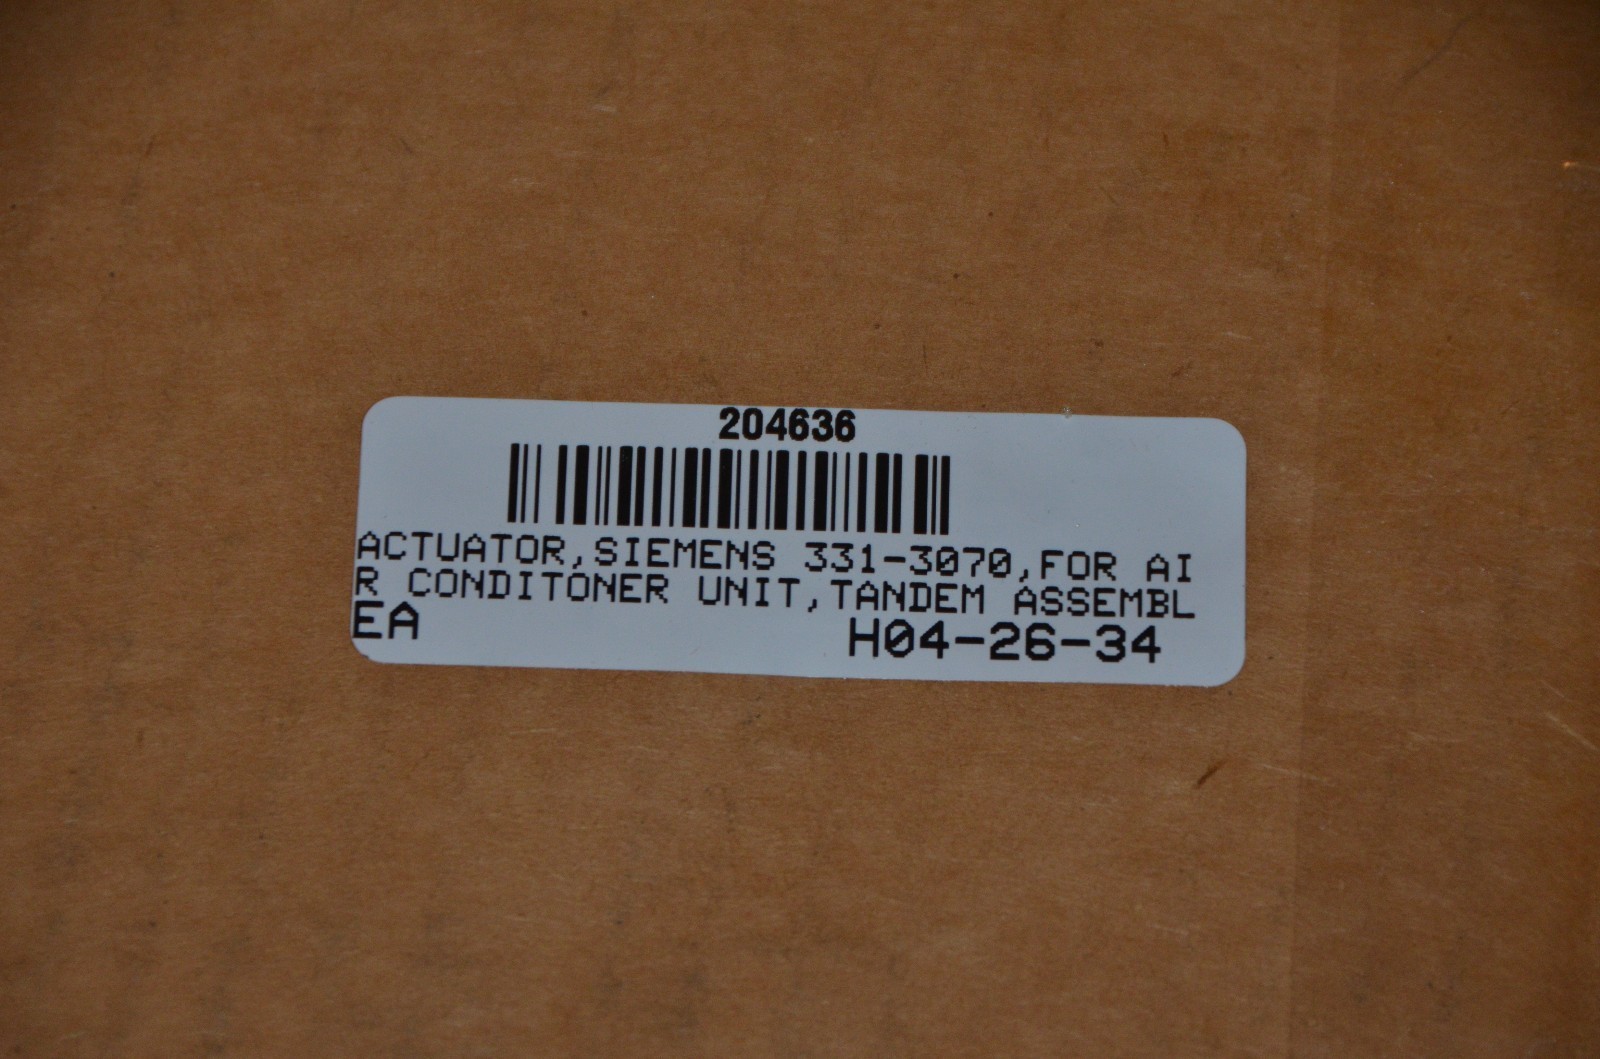 204636
ACTUATOR,SIEMENS 331-3070,FOR AI
R CONDITONER UNIT,TANDEM ASSEMBL
EA H04-26-34